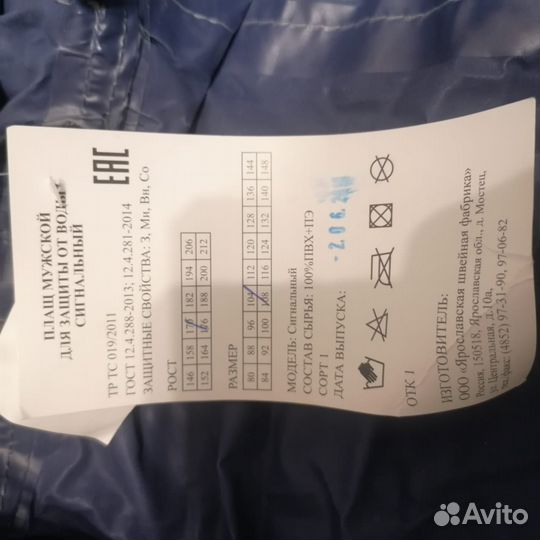 ПЛАЩ МУЖСКОЙ
ДЛЯ ЗАЩИТЫ ОТ ВОДЫ
СИГНАЛЬНЫЙ
ЕАС
ТР ТС 019/2011
ГОСТ 12.4.288-2013; 12.4.281-2014
ЗАЩИТНЫЕ СВОЙСТВА: З, Ми, Вн, Со
РОСТ
146 158 170 182 194 206
152 164 176 188 200 212
РАЗМЕР
80 88 96 104 112 120 128 136 144
84 92 100 108 116 124 132 140 148
МОДЕЛЬ: Сигнальный
СОСТАВ СЫРЬЯ: 100%ПВХ+ПЭ
СОРТ 1
ДАТА ВЫПУСКА: - 2. 06.
ОТК 1
ИЗГОТОВИТЕЛЬ:
ООО «Ярославская швейная фабрика»
Россия, 150518, Ярославская обл., д. Мостец,
ул. Центральная, д.10а,
тел./факс: (4852) 97-31-90, 97-06-82
Avito